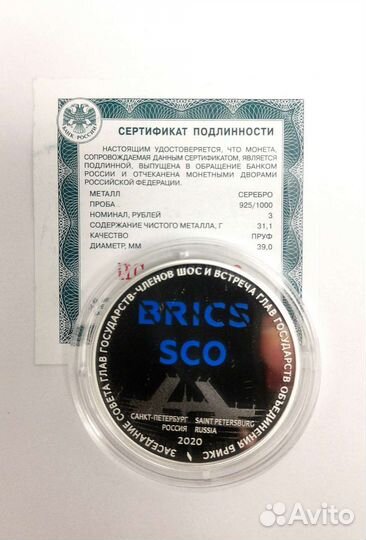 БАНК РОССИИ
СЕРТИФИКАТ ПОДЛИННОСТИ
НАСТОЯЩИМ УДОСТОВЕРЯЕТСЯ, ЧТО МОНЕТА,
СОПРОВОЖДАЕМАЯ ДАННЫМ СЕРТИФИКАТОМ, ЯВЛЯЕТСЯ
ПОДЛИННОЙ, ВЫПУЩЕНА В ОБРАЩЕНИЕ БАНКОМ
РОССИИ И ОТЧЕКАНЕНА МОНЕТНЫМИ ДВОРАМИ
РОССИЙСКОЙ ФЕДЕРАЦИИ.
МЕТАЛЛ СЕРЕБРО
ПРОБА 925/1000
НОМИНАЛ, РУБЛЕЙ 3
СОДЕРЖАНИЕ ЧИСТОГО МЕТАЛЛА, Г 31,1
КАЧЕСТВО ПРУФ
ДИАМЕТР, ММ 39,0
ЗАСЕДАНИЕ СОВЕТА ГЛАВ ГОСУДАРСТВ-ЧЛЕНОВ ШОС И ВСТРЕЧА ГЛАВ ГОСУДАРСТВ ОБЪЕДИНЕНИЯ БРИКС
BRICS
SCO
САНКТ-ПЕТЕРБУРГ SAINT PETERSBURG
РОССИЯ RUSSIA
2020
Avito